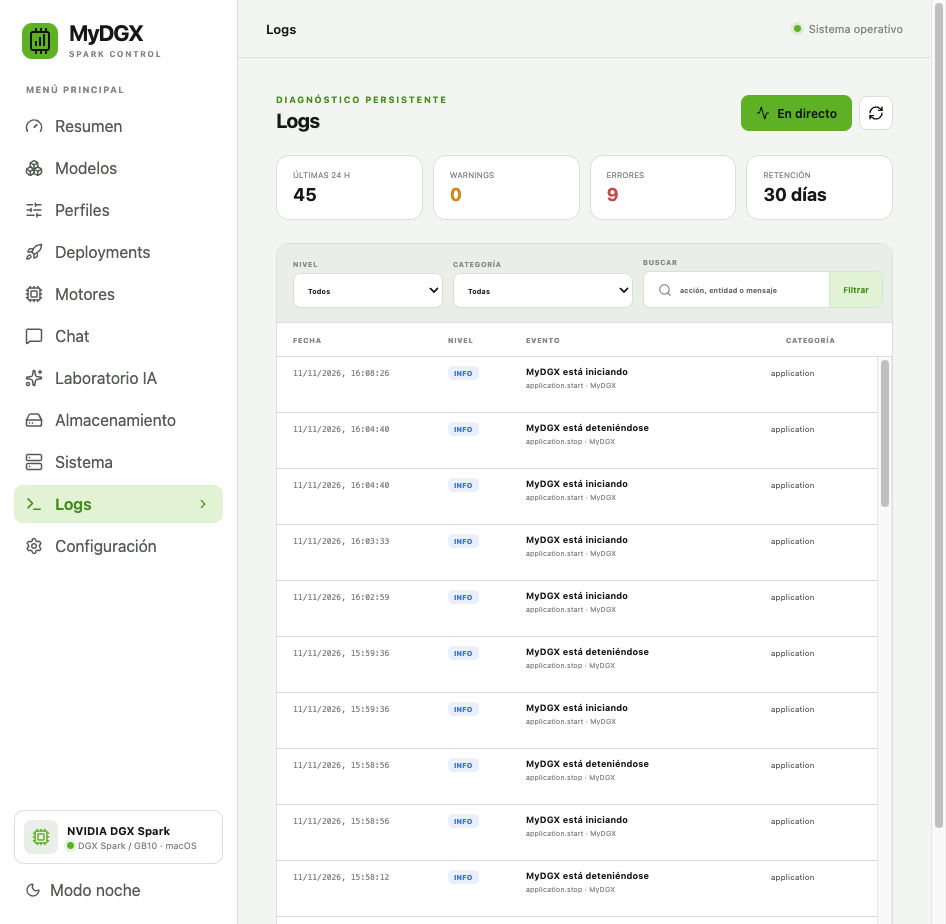 MyDGX
SPARK CONTROL
MENÚ PRINCIPAL
Resumen
Modelos
Perfiles
Deployments
Motores
Chat
Laboratorio IA
Almacenamiento
Sistema
Logs
Configuración
NVIDIA DGX Spark
DGX Spark / GB10 · macOS
Modo noche
Logs
Sistema operativo
DIAGNÓSTICO PERSISTENTE
Logs
En directo
ÚLTIMAS 24 H
45
WARNINGS
0
ERRORES
9
RETENCIÓN
30 días
NIVEL
Todos
CATEGORÍA
Todas
BUSCAR
acción, entidad o mensaje
Filtrar
FECHA NIVEL EVENTO CATEGORÍA
11/11/2026, 16:08:26 INFO MyDGX está iniciando application
application.start · MyDGX
11/11/2026, 16:04:40 INFO MyDGX está deteniéndose application
application.stop · MyDGX
11/11/2026, 16:04:40 INFO MyDGX está iniciando application
application.start · MyDGX
11/11/2026, 16:03:33 INFO MyDGX está iniciando application
application.start · MyDGX
11/11/2026, 16:02:59 INFO MyDGX está iniciando application
application.start · MyDGX
11/11/2026, 15:59:36 INFO MyDGX está deteniéndose application
application.stop · MyDGX
11/11/2026, 15:59:36 INFO MyDGX está iniciando application
application.start · MyDGX
11/11/2026, 15:58:56 INFO MyDGX está deteniéndose application
application.stop · MyDGX
11/11/2026, 15:58:56 INFO MyDGX está iniciando application
application.start · MyDGX
11/11/2026, 15:58:12 INFO MyDGX está deteniéndose application
application.stop · MyDGX